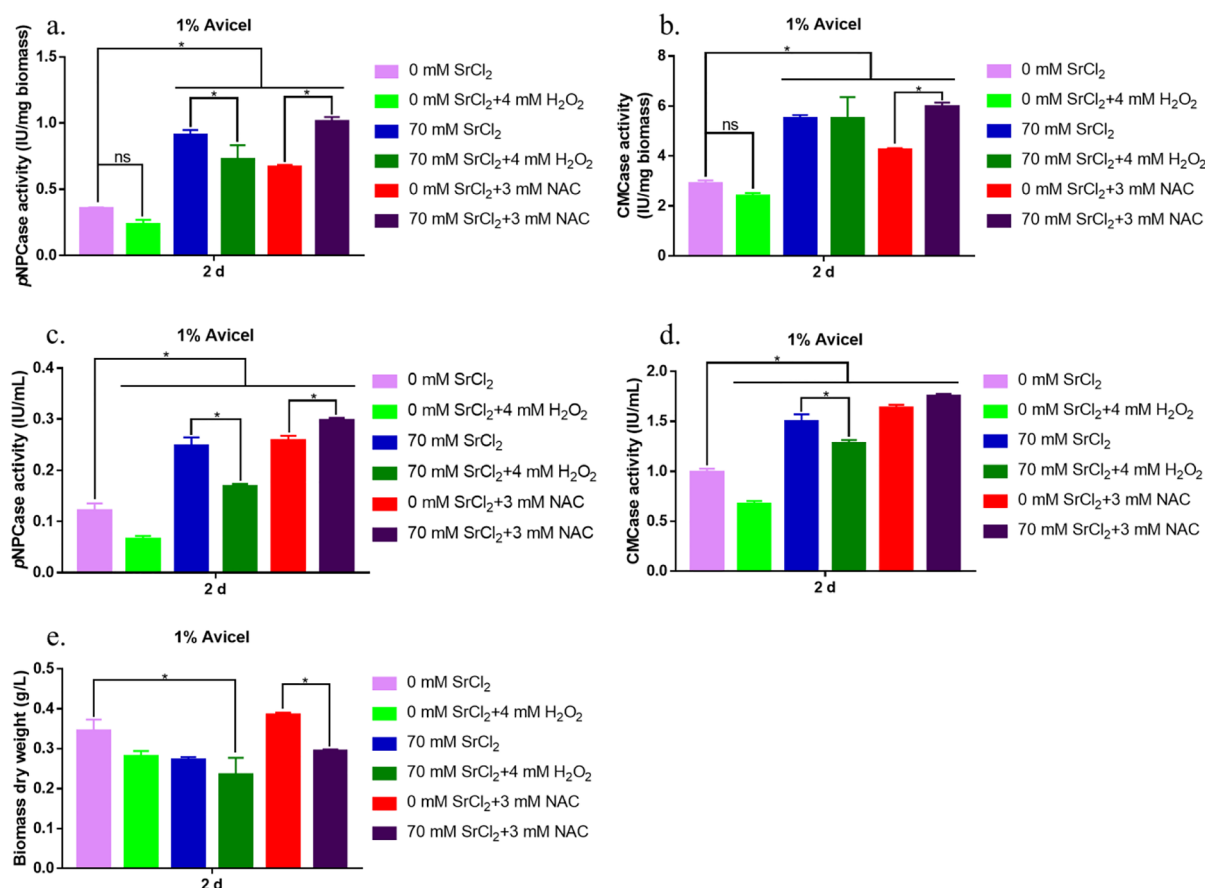 a.
1% Avicel
pNPCase activity (IU/mg biomass)
1.5
1.0
0.5
0.0
*
*
*
ns
2 d
0 mM SrCl₂
0 mM SrCl₂+4 mM H₂O₂
70 mM SrCl₂
70 mM SrCl₂+4 mM H₂O₂
0 mM SrCl₂+3 mM NAC
70 mM SrCl₂+3 mM NAC
b.
1% Avicel
CMCase activity
(IU/mg biomass)
8
6
4
2
0
*
*
ns
2 d
0 mM SrCl₂
0 mM SrCl₂+4 mM H₂O₂
70 mM SrCl₂
70 mM SrCl₂+4 mM H₂O₂
0 mM SrCl₂+3 mM NAC
70 mM SrCl₂+3 mM NAC
c.
1% Avicel
pNPCase activity (IU/mL)
0.4
0.3
0.2
0.1
0.0
*
*
*
2 d
0 mM SrCl₂
0 mM SrCl₂+4 mM H₂O₂
70 mM SrCl₂
70 mM SrCl₂+4 mM H₂O₂
0 mM SrCl₂+3 mM NAC
70 mM SrCl₂+3 mM NAC
d.
1% Avicel
CMCase activity (IU/mL)
2.0
1.5
1.0
0.5
0.0
*
*
2 d
0 mM SrCl₂
0 mM SrCl₂+4 mM H₂O₂
70 mM SrCl₂
70 mM SrCl₂+4 mM H₂O₂
0 mM SrCl₂+3 mM NAC
70 mM SrCl₂+3 mM NAC
e.
1% Avicel
Biomass dry weight (g/L)
0.5
0.4
0.3
0.2
0.1
0.0
*
*
2 d
0 mM SrCl₂
0 mM SrCl₂+4 mM H₂O₂
70 mM SrCl₂
70 mM SrCl₂+4 mM H₂O₂
0 mM SrCl₂+3 mM NAC
70 mM SrCl₂+3 mM NAC